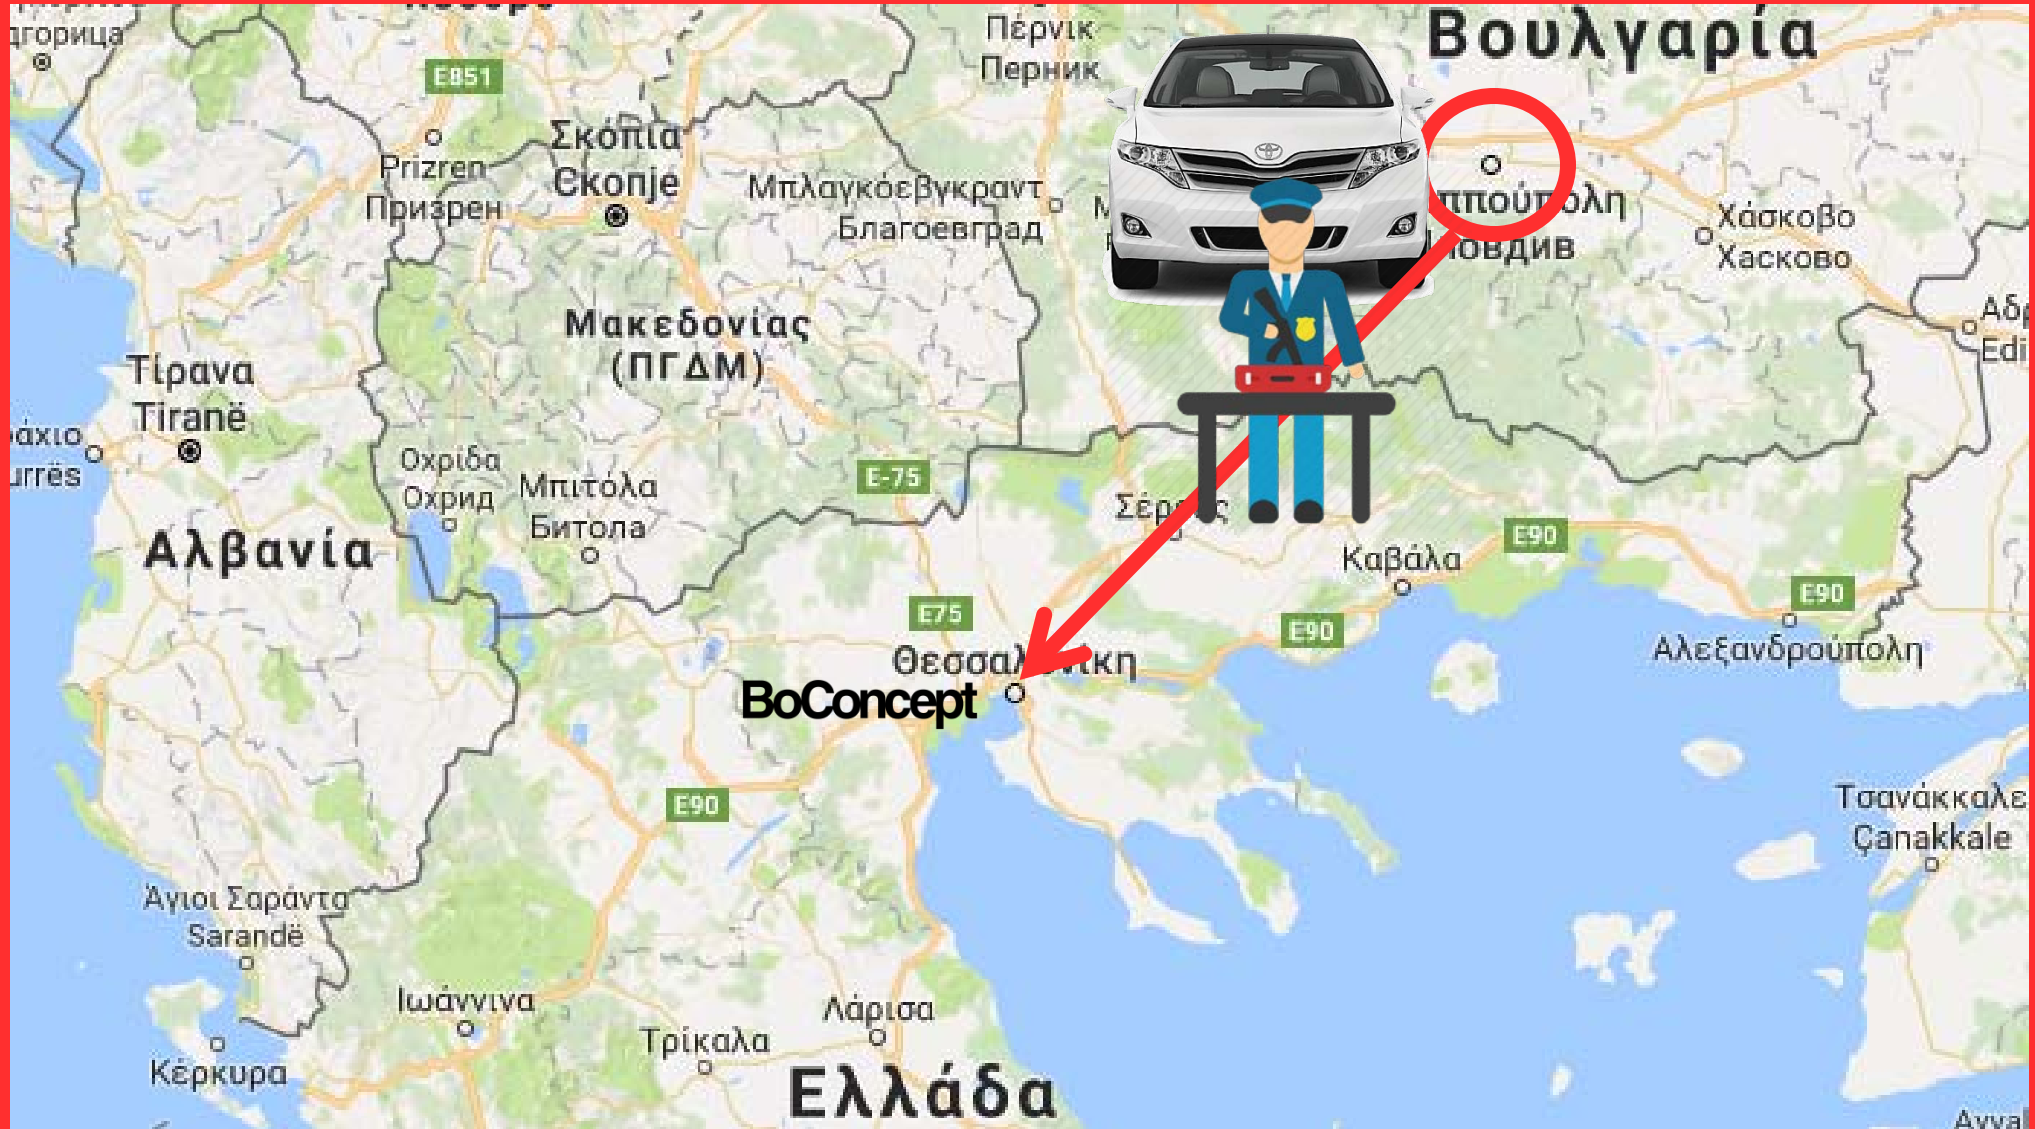 Βουλγαρία
Πέρνικ
Перник
E851
Σκόπια
Скопје
Prizren
Призрен
Μπλαγκόεβγκραντ
Благоевград
Χάσκοβο
Хасково
Μακεδονίας
(ΠΓΔΜ)
Τίρανα
Tiranë
Οχρίδα
Охрид
Μπιτόλα
Битола
E-75
Αλβανία
E90
Καβάλα
E90
E75
E90
Αλεξανδρούπολη
Θεσσαλονίκη
BoConcept
E90
Τσανάκκαλε
Çanakkale
Άγιοι Σαράντα
Sarandë
Ιωάννινα
Λάρισα
Τρίκαλα
Κέρκυρα
Ελλάδα